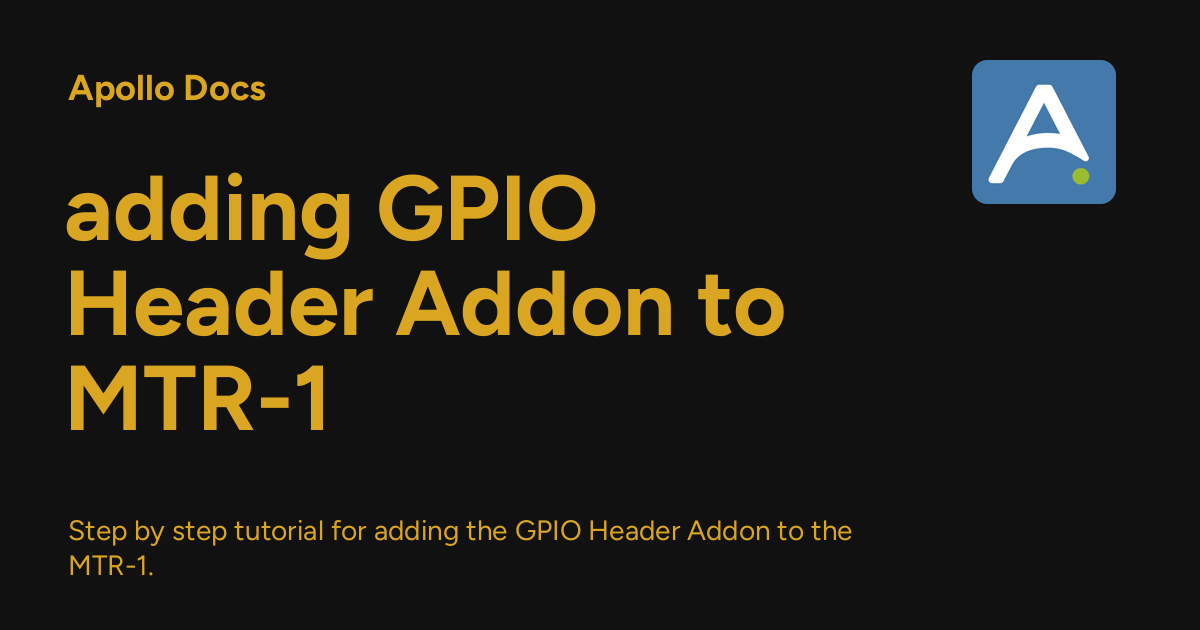 Apollo Docs
adding GPIO
Header Addon to
MTR-1
Step by step tutorial for adding the GPIO Header Addon to the
MTR-1.